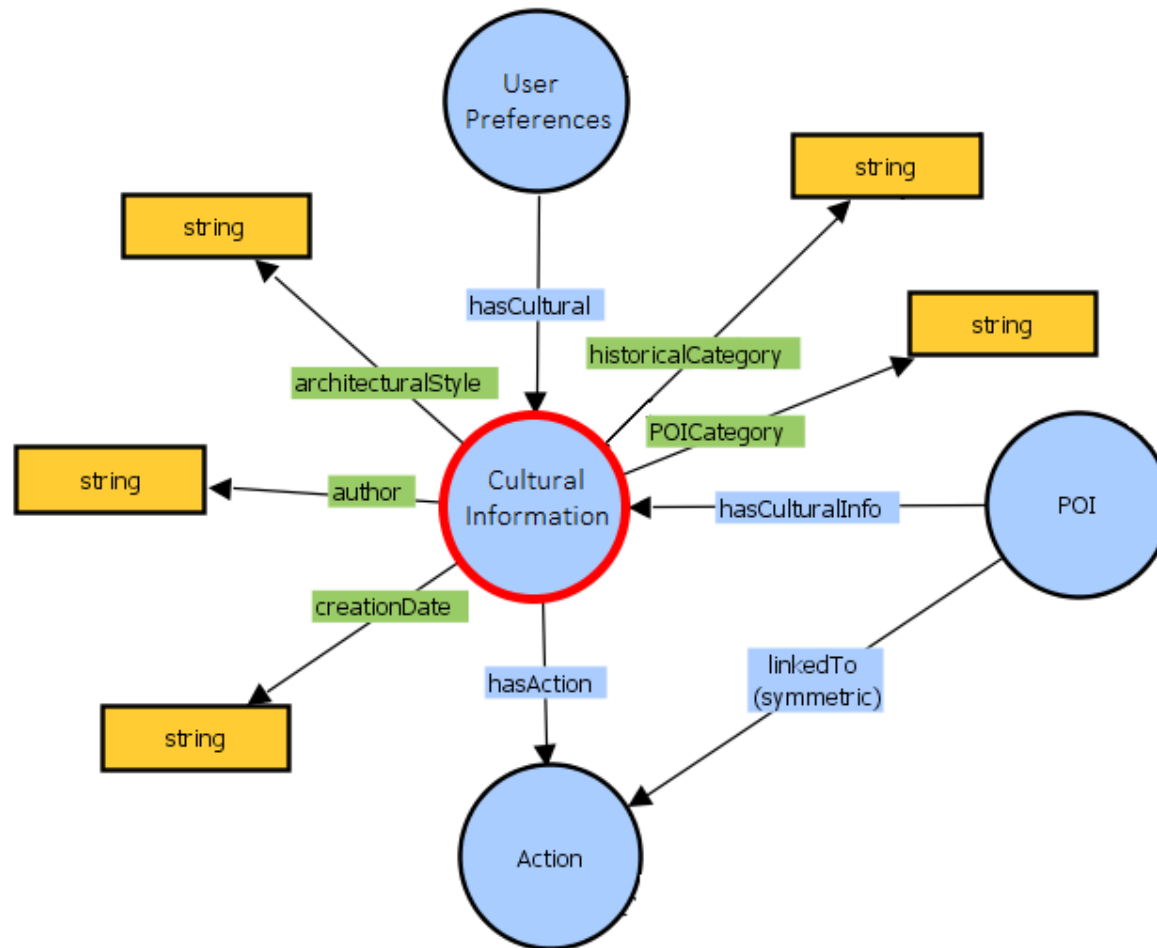 User
Preferences
string
string
hasCultural
string
historicalCategory
architecturalStyle
POICategory
string
author
Cultural
Information
hasCulturalInfo
POI
creationDate
linkedTo
(symmetric)
hasAction
string
Action